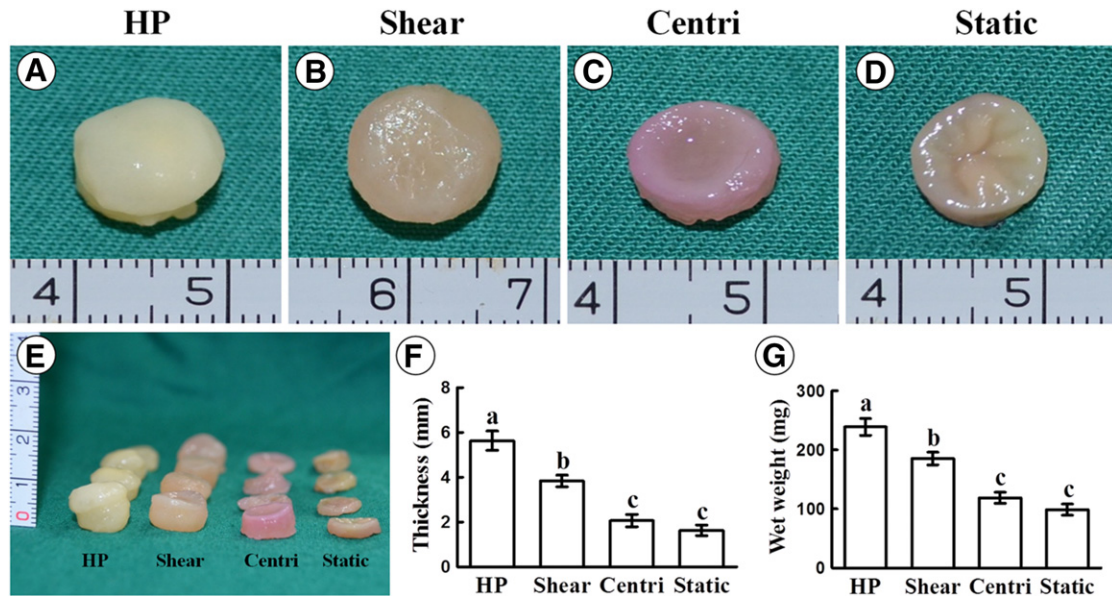 HP Shear Centri Static
A B C D
4 5 6 7 4 5 4 5
E F G
0 1 2 3
HP Shear Centri Static
Thickness (mm)
8
6
4
2
0
a
b
c
c
HP Shear Centri Static
Wet weight (mg)
300
200
100
0
a
b
c
c
HP Shear Centri Static